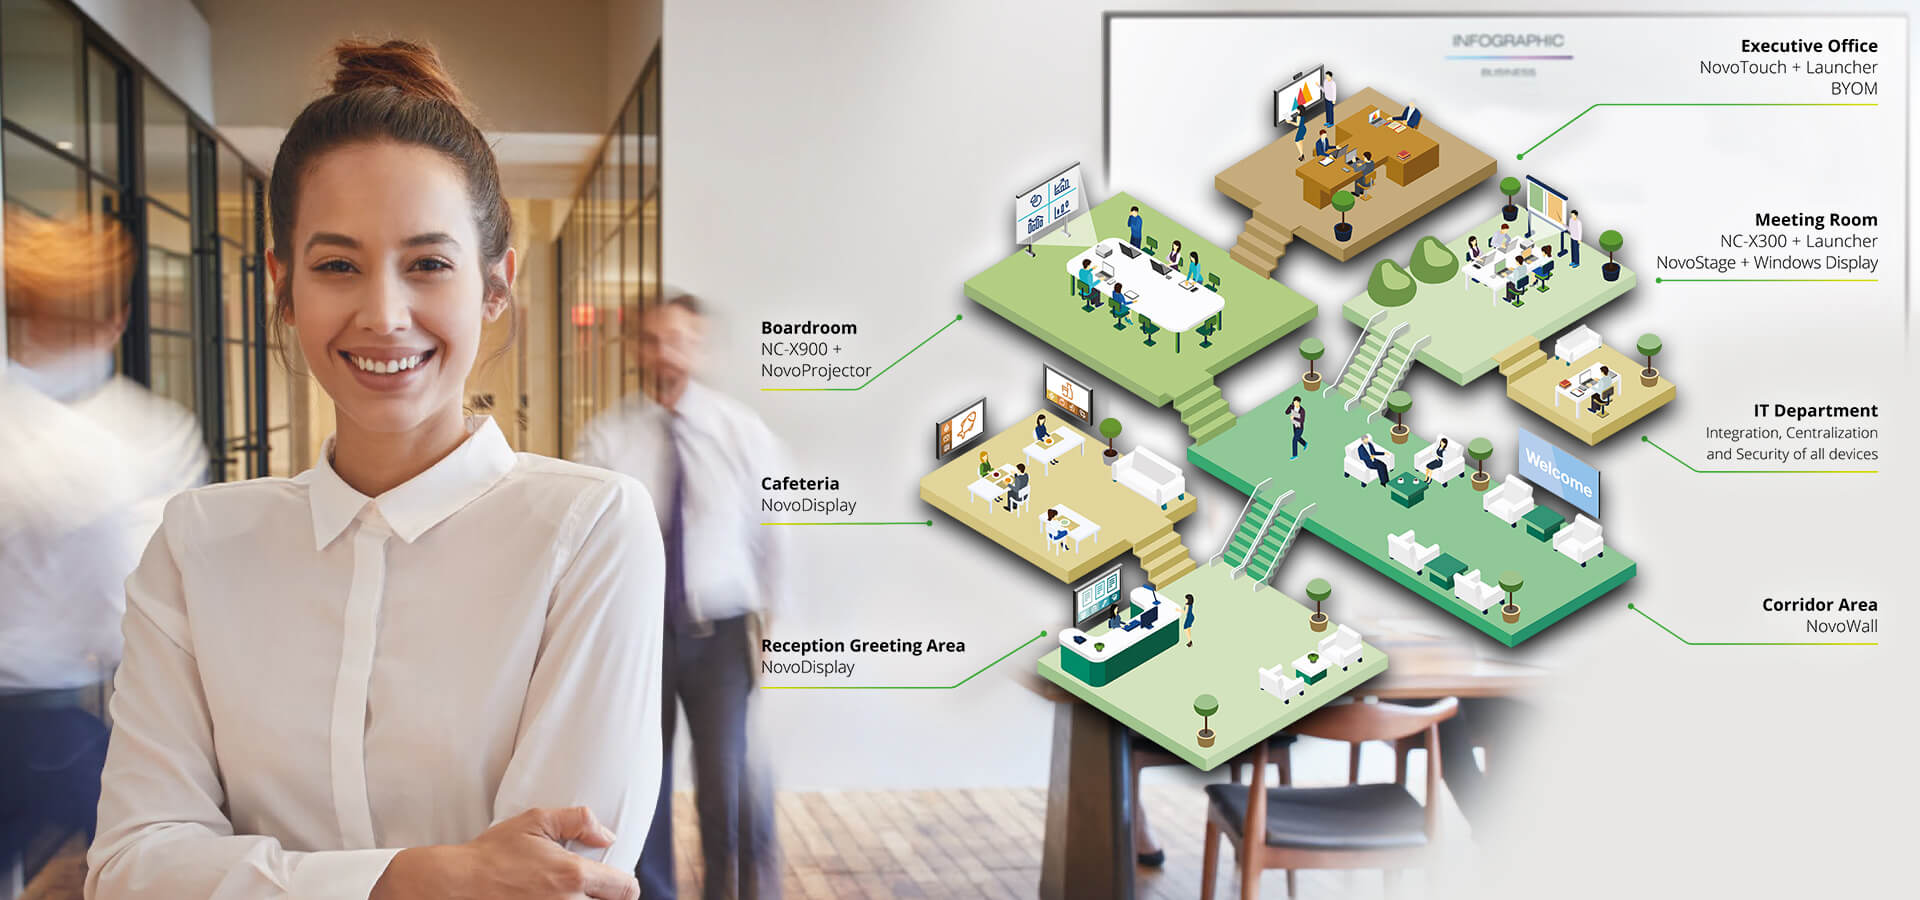 INFOGRAPHIC
BUSINESS
Executive Office
NovoTouch + Launcher
BYOM
Meeting Room
NC-X300 + Launcher
NovoStage + Windows Display
Boardroom
NC-X900 +
NovoProjector
IT Department
Integration, Centralization
and Security of all devices
Welcome
Cafeteria
NovoDisplay
Corridor Area
NovoWall
Reception Greeting Area
NovoDisplay